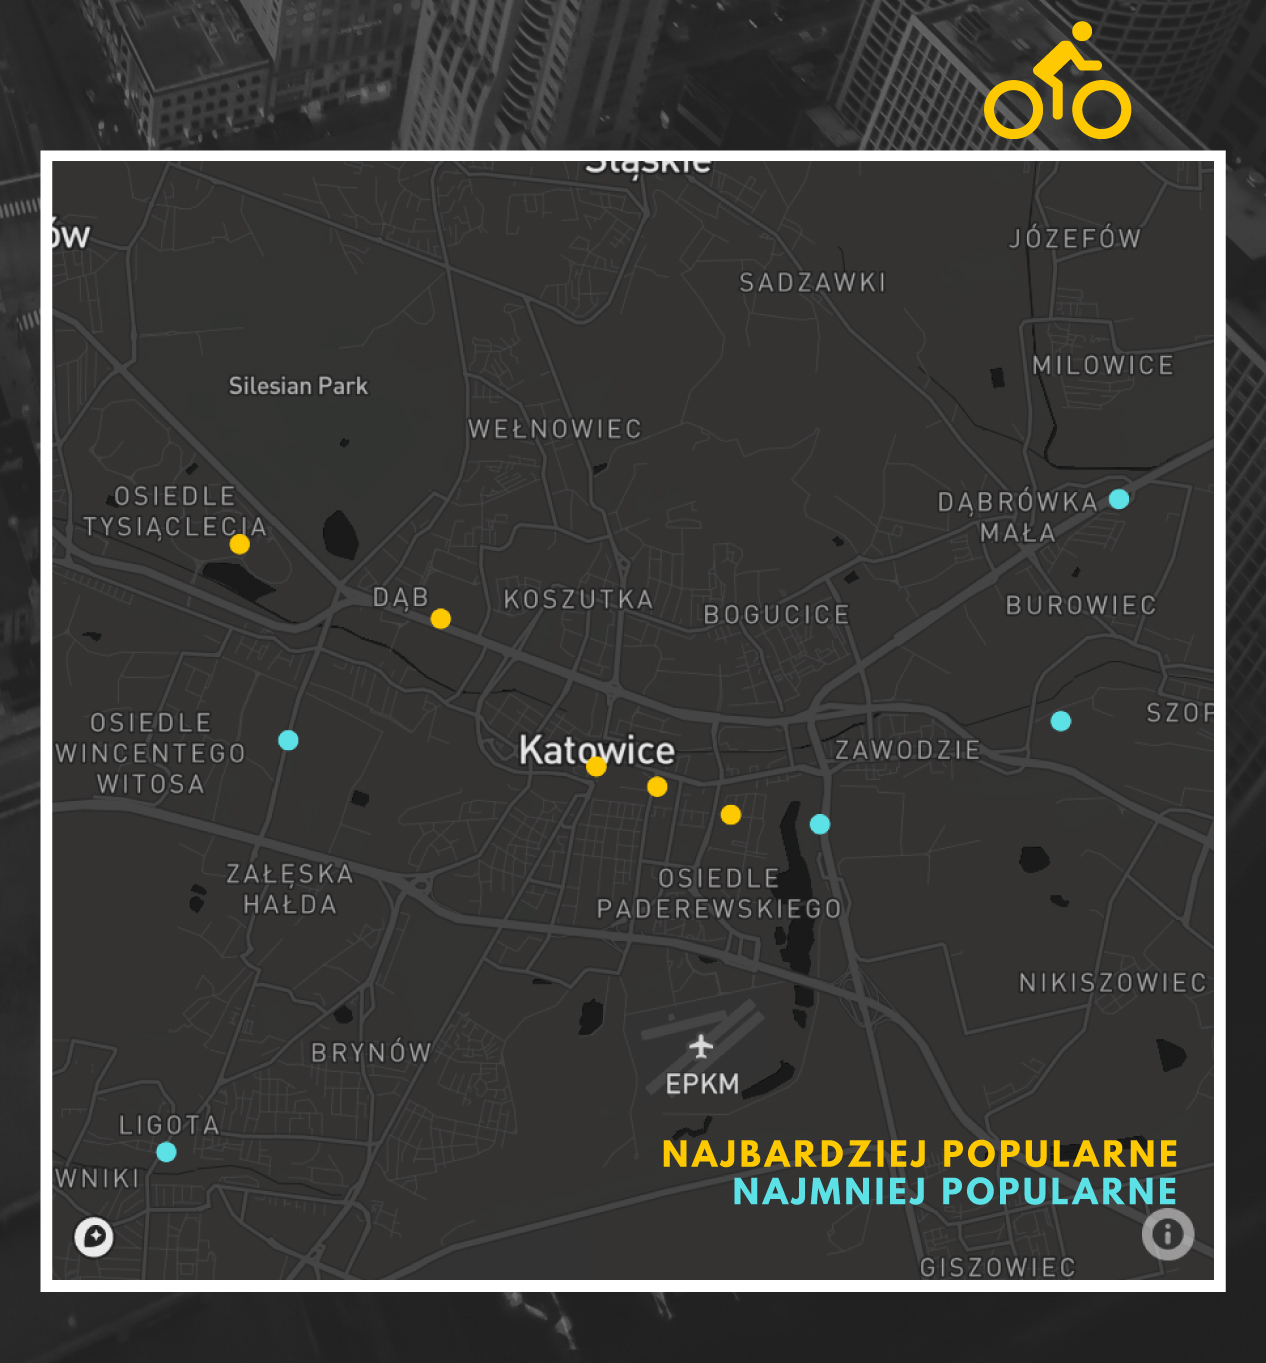 Śląskie
ów
JÓZEFÓW
SADZAWKI
MILOWICE
Silesian Park
WEŁNOWIEC
OSIEDLE
TYSIĄCLECIA
DĄBRÓWKA
MAŁA
DĄB
KOSZUTKA
BOGUCICE
BUROWIEC
OSIEDLE
WINCENTEGO
WITOSA
SZOP
Katowice
ZAWODZIE
ZAŁĘSKA
HAŁDA
OSIEDLE
PADEREWSKIEGO
NIKISZOWIEC
BRYNÓW
EPKM
LIGOTA
NAJBARDZIEJ POPULARNE
WNIKI
NAJMNIEJ POPULARNE
GISZOWIEC